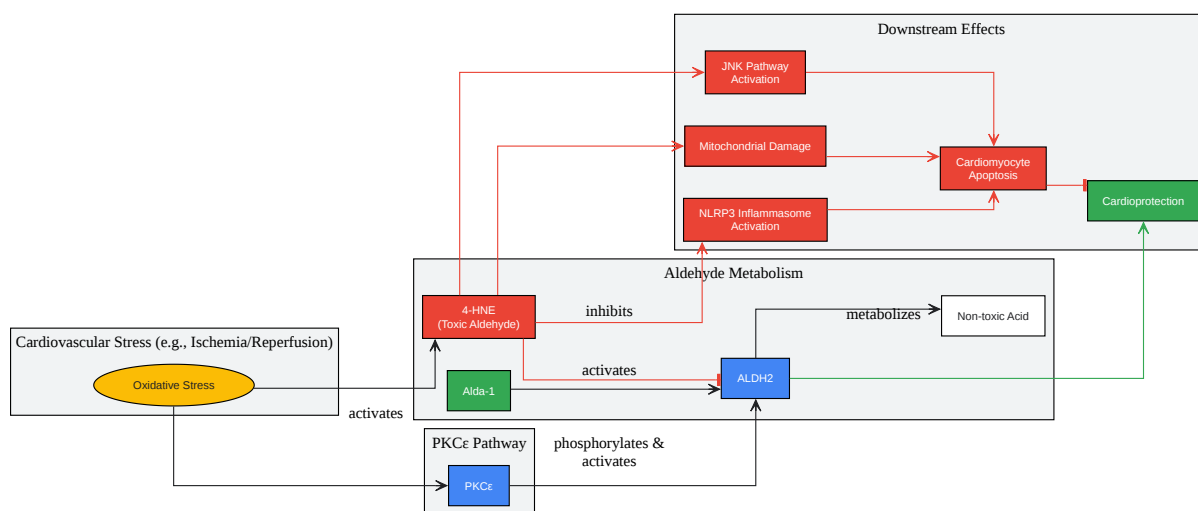 Downstream Effects
JNK Pathway
Activation
Mitochondrial Damage
Cardiomyocyte
Apoptosis
Cardioprotection
NLRP3 Inflammasome
Activation
Aldehyde Metabolism
4-HNE
(Toxic Aldehyde)
inhibits
metabolizes
Non-toxic Acid
Cardiovascular Stress (e.g., Ischemia/Reperfusion)
Oxidative Stress
activates
Alda-1
activates
ALDH2
PKCε Pathway
phosphorylates &
activates
PKCε